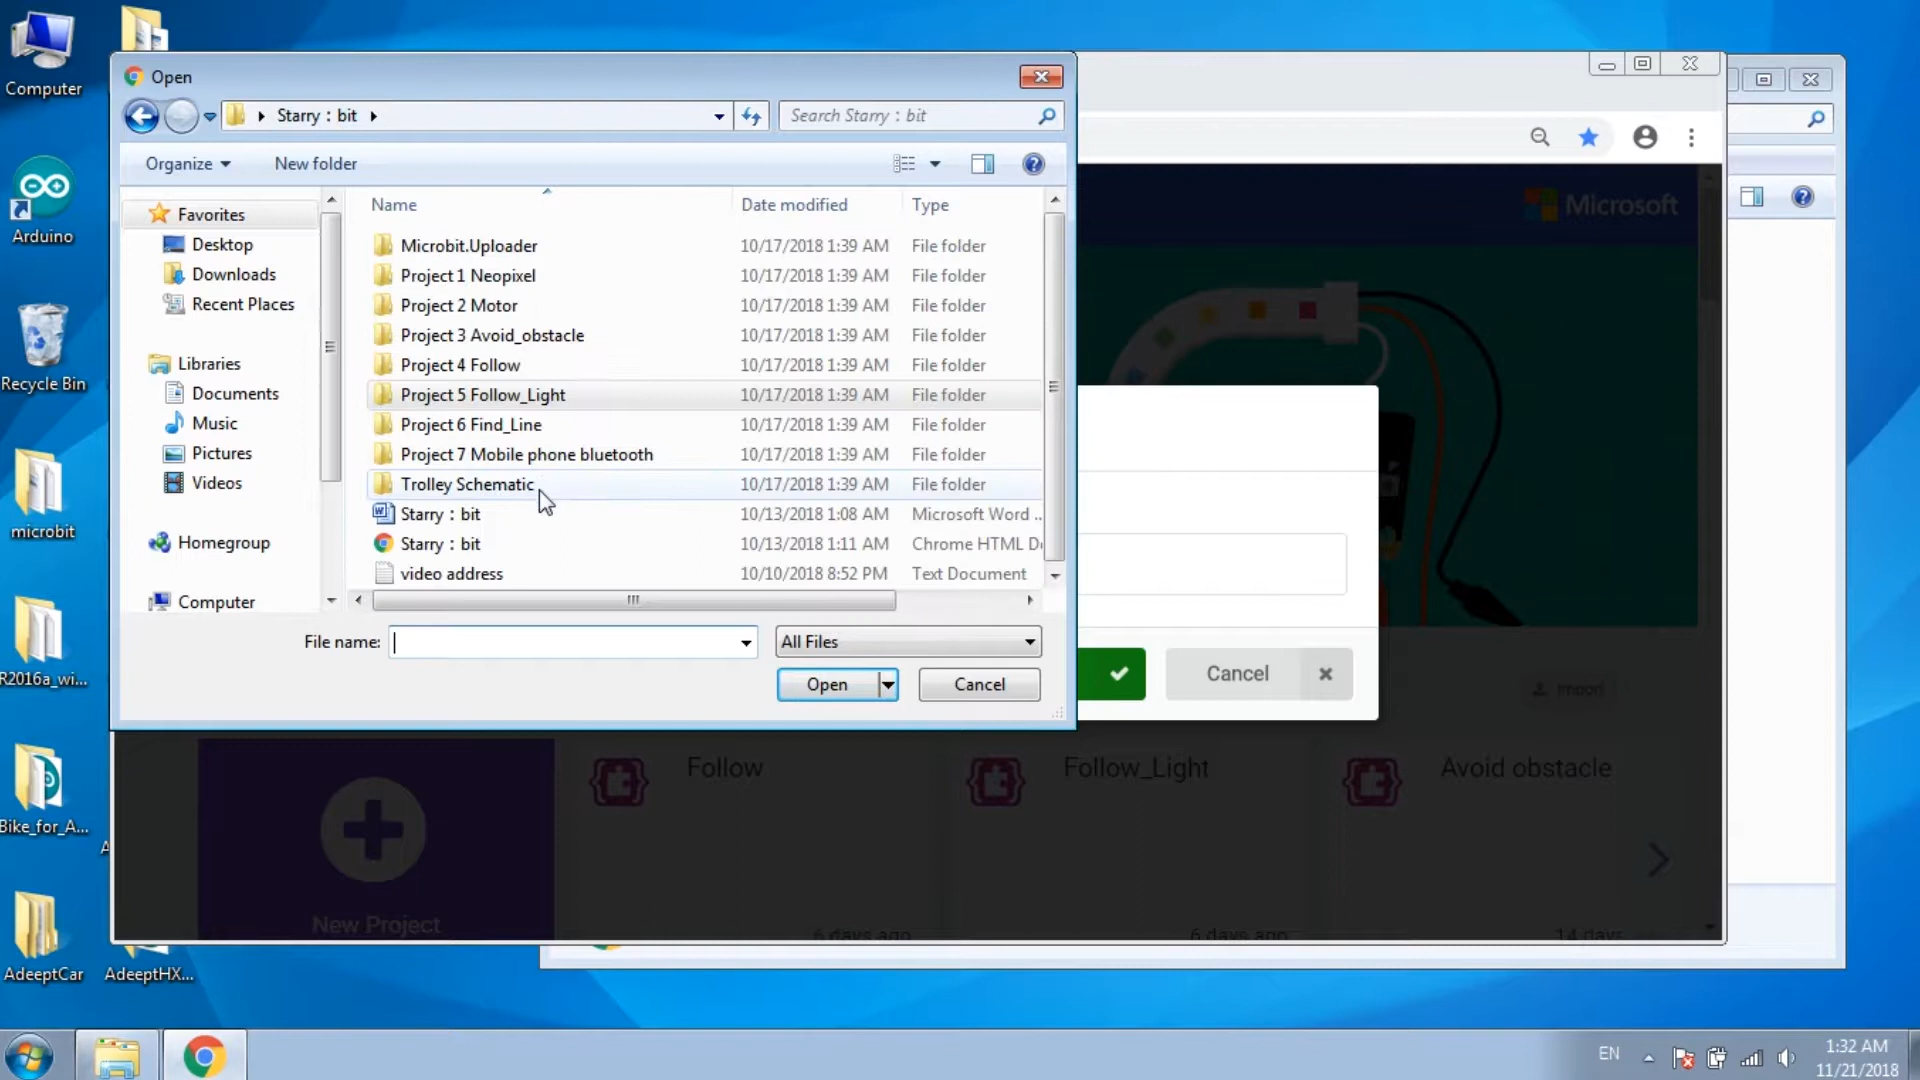 Computer
Arduino
Recycle Bin
microbit
R2016a_wi...
Bike_for_A...
AdeeptCar
AdeeptHX...
Open
Starry : bit
Search Starry : bit
Organize
New folder
Name
Date modified
Type
Favorites
Desktop
Downloads
Recent Places
Libraries
Documents
Music
Pictures
Videos
Homegroup
Computer
Microbit.Uploader 10/17/2018 1:39 AM File folder
Project 1 Neopixel 10/17/2018 1:39 AM File folder
Project 2 Motor 10/17/2018 1:39 AM File folder
Project 3 Avoid_obstacle 10/17/2018 1:39 AM File folder
Project 4 Follow 10/17/2018 1:39 AM File folder
Project 5 Follow_Light 10/17/2018 1:39 AM File folder
Project 6 Find_Line 10/17/2018 1:39 AM File folder
Project 7 Mobile phone bluetooth 10/17/2018 1:39 AM File folder
Trolley Schematic 10/17/2018 1:39 AM File folder
Starry : bit 10/13/2018 1:08 AM Microsoft Word ...
Starry : bit 10/13/2018 1:11 AM Chrome HTML D
video address 10/10/2018 8:52 PM Text Document
File name:
All Files
Open
Cancel
Microsoft
Cancel
Import
New Project
Follow
6 days ago
Follow_Light
6 days ago
Avoid obstacle
14 days
EN
1:32 AM
11/21/2018